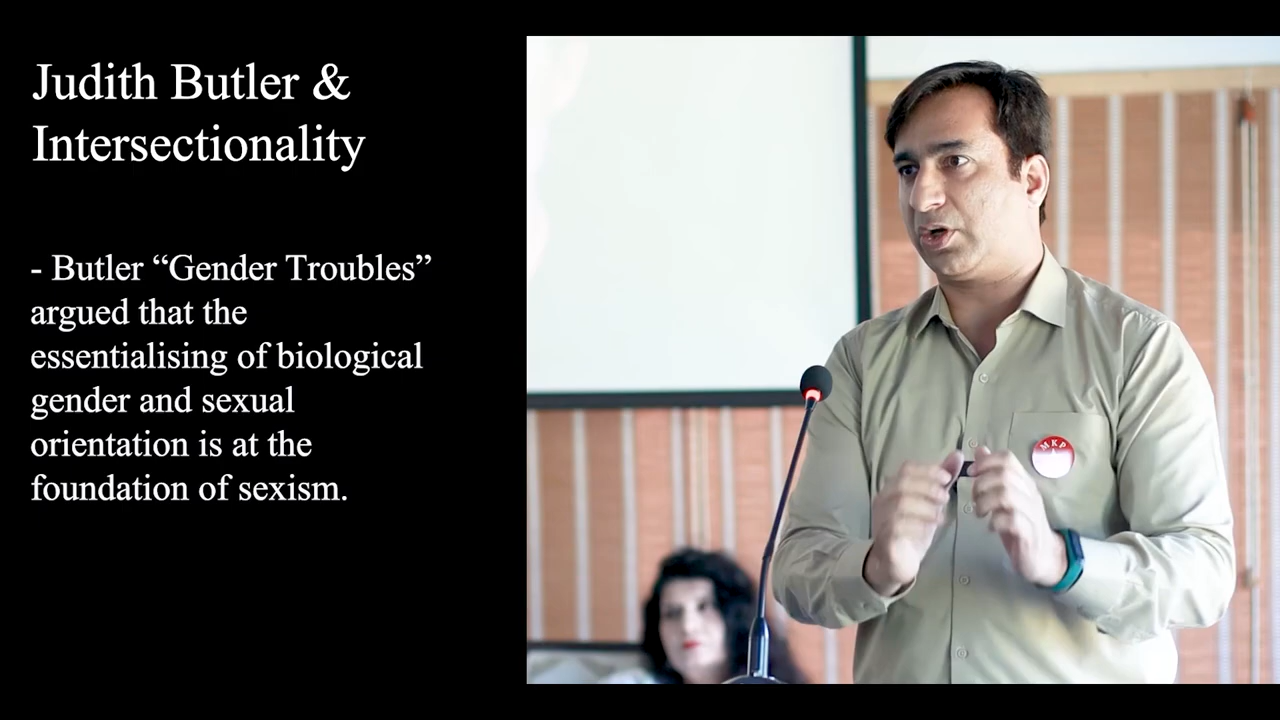 Judith Butler &
Intersectionality
- Butler “Gender Troubles”
argued that the
essentialising of biological
gender and sexual
orientation is at the
foundation of sexism.
MKP